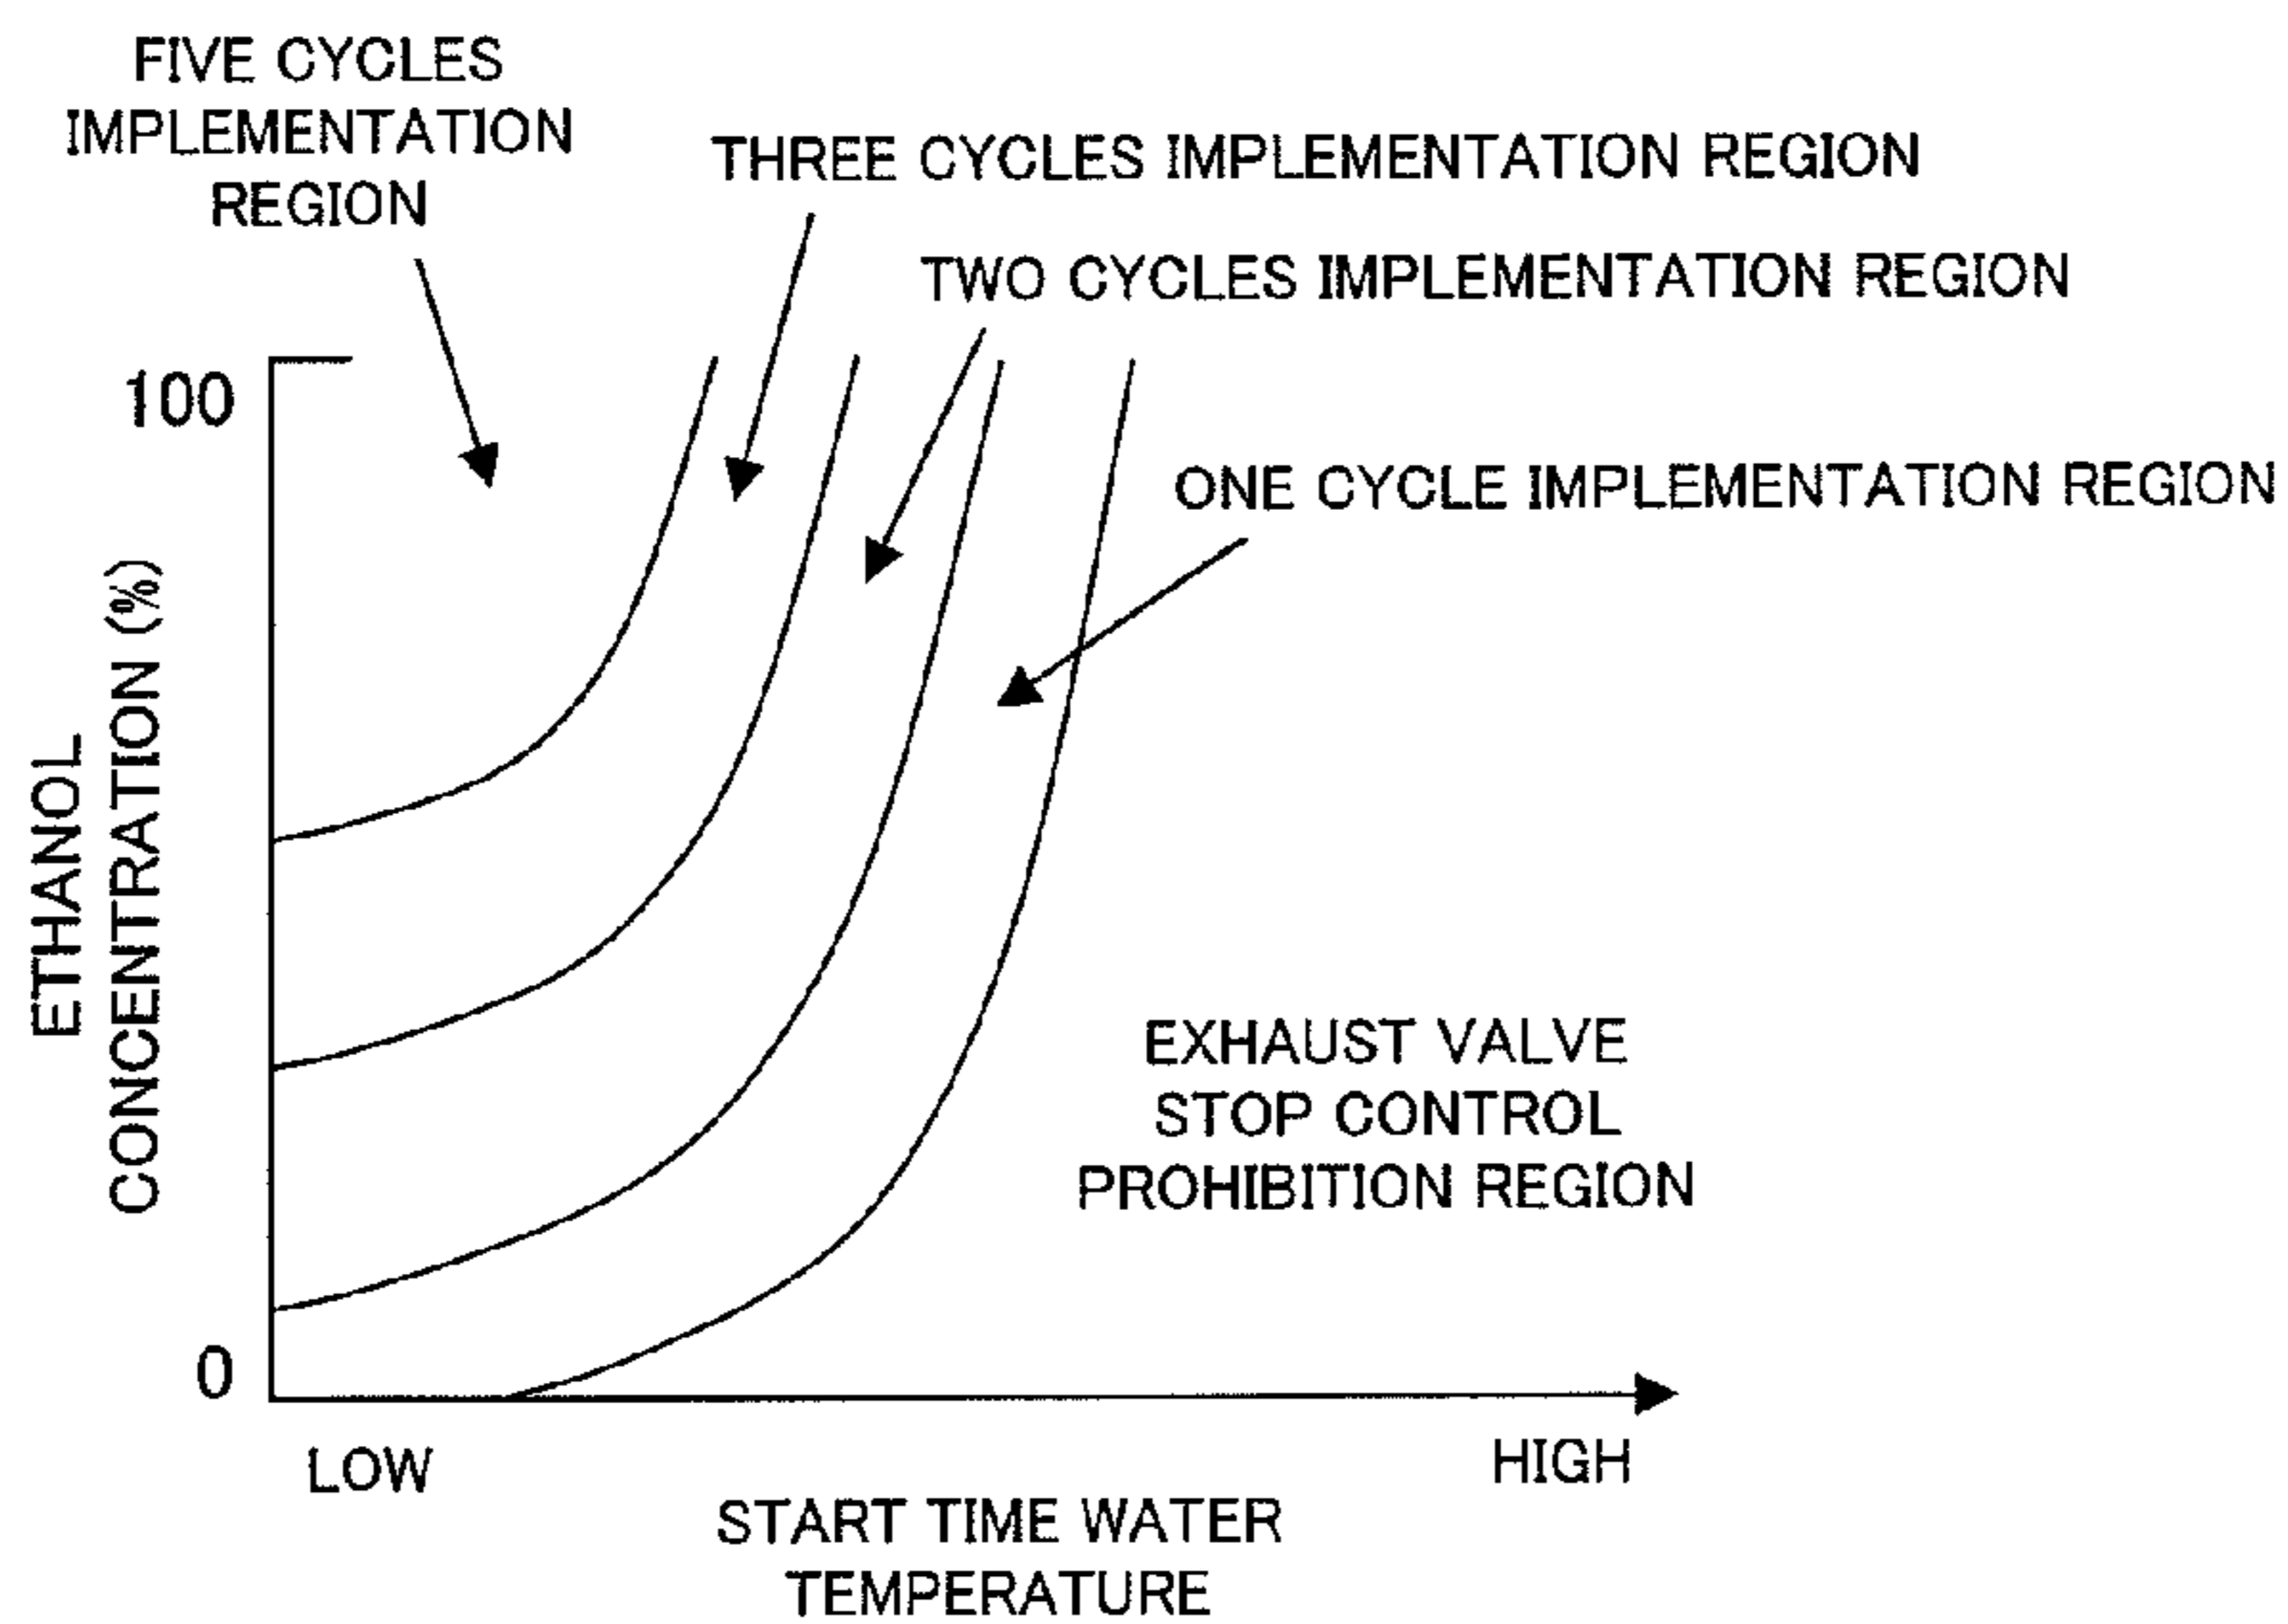 FIVE CYCLES
IMPLEMENTATION
REGION
THREE CYCLES IMPLEMENTATION REGION
TWO CYCLES IMPLEMENTATION REGION
100
ONE CYCLE IMPLEMENTATION REGION
ETHANOL
CONCENTRATION (%)
EXHAUST VALVE
STOP CONTROL
PROHIBITION REGION
0
LOW
HIGH
START TIME WATER
TEMPERATURE